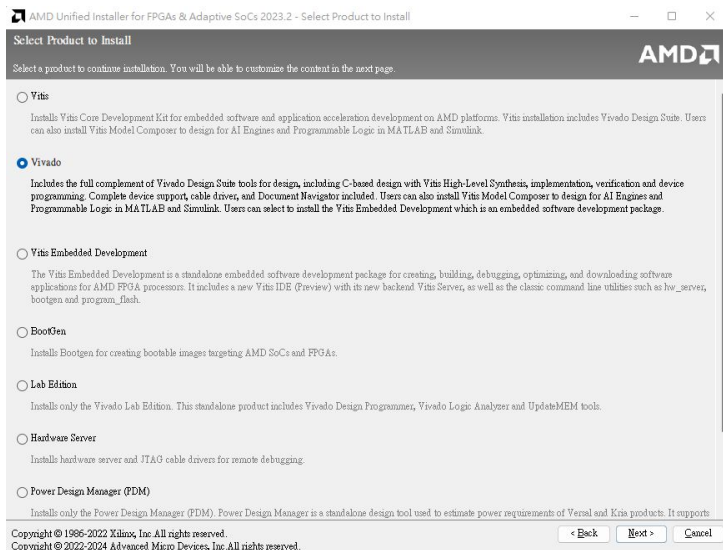 AMD Unified Installer for FPGAs & Adaptive SoCs 2023.2 - Select Product to Install
Select Product to Install
AMD
Select a product to continue installation. You will be able to customize the content in the next page.
Vitis
Installs Vitis Core Development Kit for embedded software and application acceleration development on AMD platforms. Vitis installation includes Vivado Design Suite. Users
can also install Vitis Model Composer to design for AI Engines and Programmable Logic in MATLAB and Simulink.
Vivado
Includes the full complement of Vivado Design Suite tools for design, including C-based design with Vitis High-Level Synthesis, implementation, verification and device
programming. Complete device support, cable driver, and Document Navigator included. Users can also install Vitis Model Composer to design for AI Engines and
Programmable Logic in MATLAB and Simulink. Users can select to install the Vitis Embedded Development which is an embedded software development package.
Vitis Embedded Development
The Vitis Embedded Development is a standalone embedded software development package for creating, building, debugging, optimizing, and downloading software
applications for AMD FPGA processors. It includes a new Vitis IDE (Preview) with its new backend Vitis Server, as well as the classic command line utilities such as hw_server,
bootgen and program_flash.
BootGen
Installs Bootgen for creating bootable images targeting AMD SoCs and FPGAs.
Lab Edition
Installs only the Vivado Lab Edition. This standalone product includes Vivado Design Programmer, Vivado Logic Analyzer and UpdateMEM tools.
Hardware Server
Installs hardware server and JTAG cable drivers for remote debugging.
Power Design Manager (PDM)
Installs only the Power Design Manager (PDM). Power Design Manager is a standalone design tool used to estimate power requirements of Versal and Kria products. It supports
Copyright © 1986-2022 Xilinx, Inc. All rights reserved.
Copyright © 2022-2024 Advanced Micro Devices, Inc. All rights reserved.
< Back
Next >
Cancel